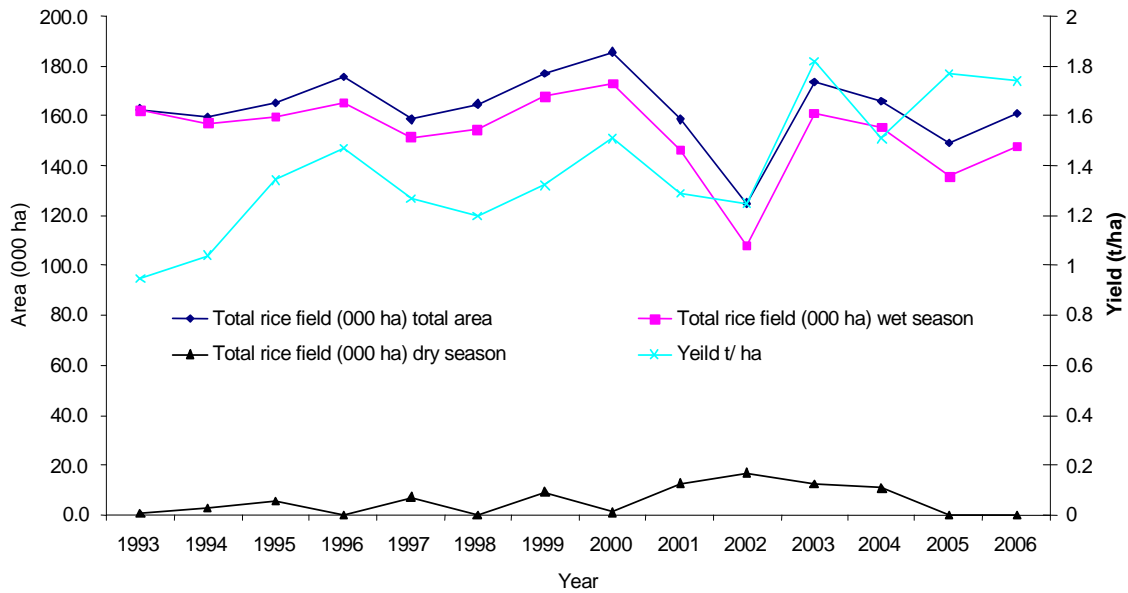 200.0
180.0
160.0
140.0
120.0
100.0
80.0
60.0
40.0
20.0
0.0
Area (000 ha)
2
1.8
1.6
1.4
1.2
1
0.8
0.6
0.4
0.2
0
Yield (t/ha)
Total rice field (000 ha) total area
Total rice field (000 ha) wet season
Total rice field (000 ha) dry season
Yeild t/ ha
1993 1994 1995 1996 1997 1998 1999 2000 2001 2002 2003 2004 2005 2006
Year